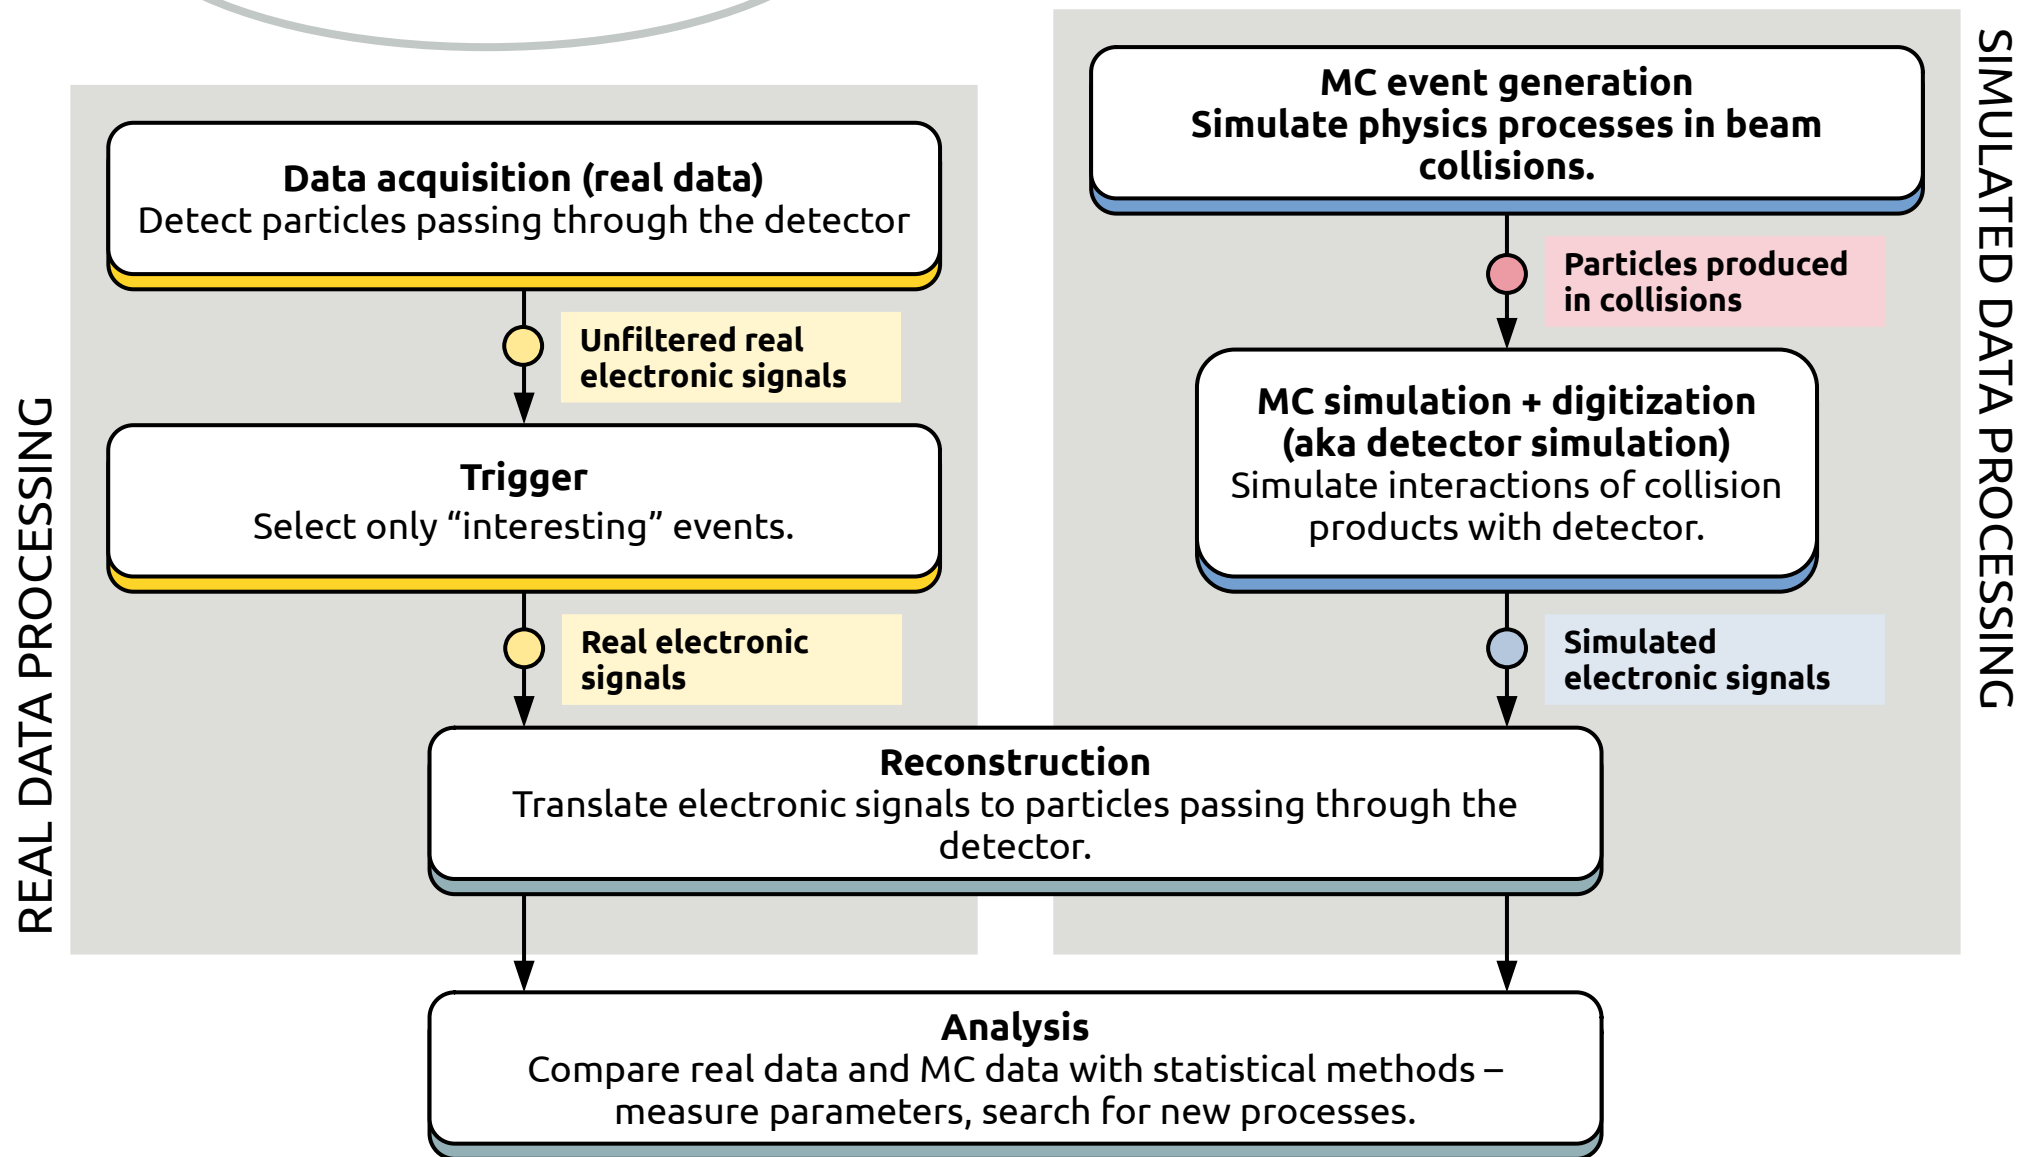 REAL DATA PROCESSING
Data acquisition (real data)
Detect particles passing through the detector
Unfiltered real
electronic signals
Trigger
Select only “interesting” events.
Real electronic
signals
SIMULATED DATA PROCESSING
MC event generation
Simulate physics processes in beam
collisions.
Particles produced
in collisions
MC simulation + digitization
(aka detector simulation)
Simulate interactions of collision
products with detector.
Simulated
electronic signals
Reconstruction
Translate electronic signals to particles passing through the
detector.
Analysis
Compare real data and MC data with statistical methods –
measure parameters, search for new processes.